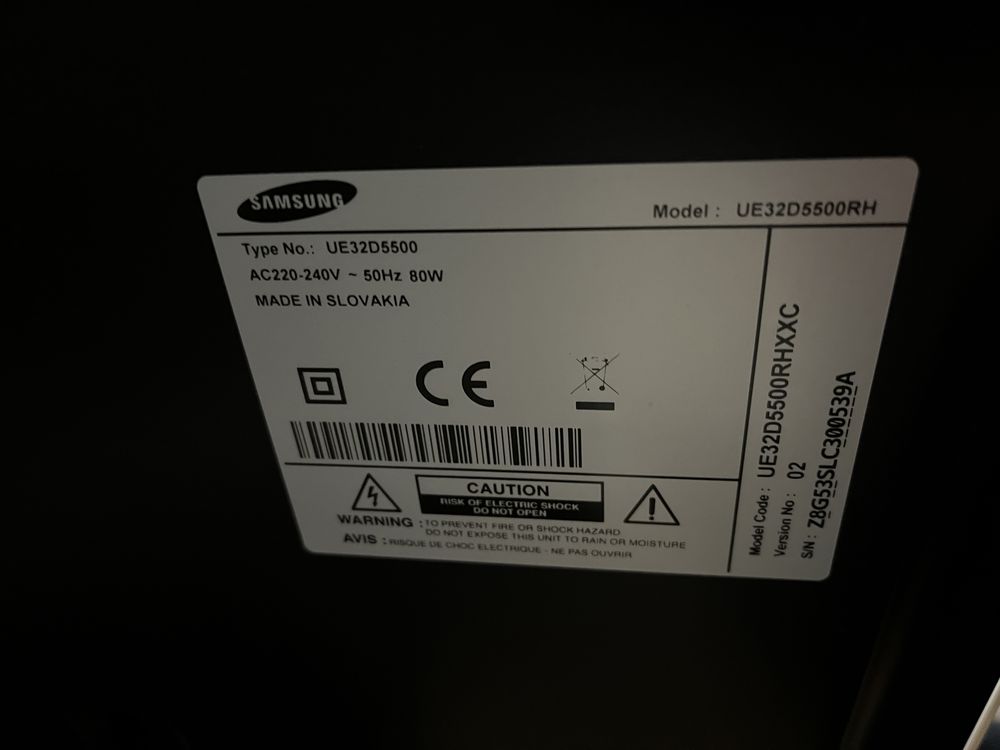 SAMSUNG
Model : UE32D5500RH
Type No.: UE32D5500
AC220-240V ~ 50Hz 80W
MADE IN SLOVAKIA
CE
CAUTION
RISK OF ELECTRIC SHOCK
DO NOT OPEN
WARNING : TO PREVENT FIRE OR SHOCK HAZARD
DO NOT EXPOSE THIS UNIT TO RAIN OR MOISTURE
AVIS : RISQUE DE CHOC ELECTRIQUE - NE PAS OUVRIR
Model Code : UE32D5500RHXXC
Version No : 02
S/N : Z8G53SLC300539A